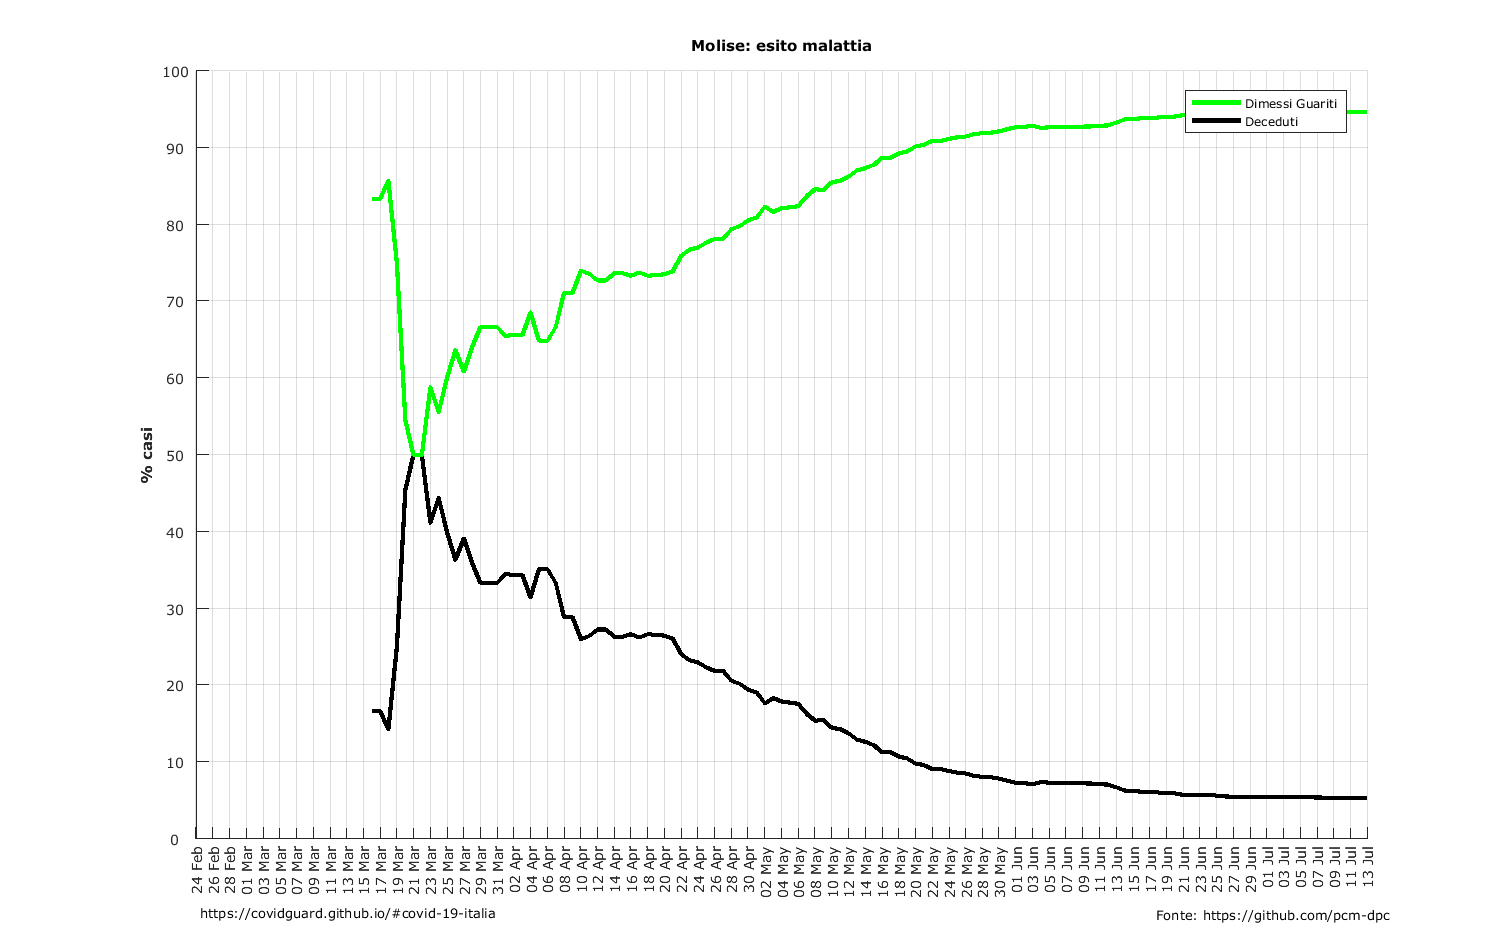 Molise: esito malattia
100
90
80
70
60
50
40
30
20
10
0
% casi
Dimessi Guariti
Deceduti
24 Feb
26 Feb
28 Feb
01 Mar
03 Mar
05 Mar
07 Mar
09 Mar
11 Mar
13 Mar
15 Mar
17 Mar
19 Mar
21 Mar
23 Mar
25 Mar
27 Mar
29 Mar
31 Mar
02 Apr
04 Apr
06 Apr
08 Apr
10 Apr
12 Apr
14 Apr
16 Apr
18 Apr
20 Apr
22 Apr
24 Apr
26 Apr
28 Apr
30 Apr
02 May
04 May
06 May
08 May
10 May
12 May
14 May
16 May
18 May
20 May
22 May
24 May
26 May
28 May
30 May
01 Jun
03 Jun
05 Jun
07 Jun
09 Jun
11 Jun
13 Jun
15 Jun
17 Jun
19 Jun
21 Jun
23 Jun
25 Jun
27 Jun
29 Jun
01 Jul
03 Jul
05 Jul
07 Jul
09 Jul
11 Jul
13 Jul
https://covidguard.github.io/#covid-19-italia
Fonte: https://github.com/pcm-dpc